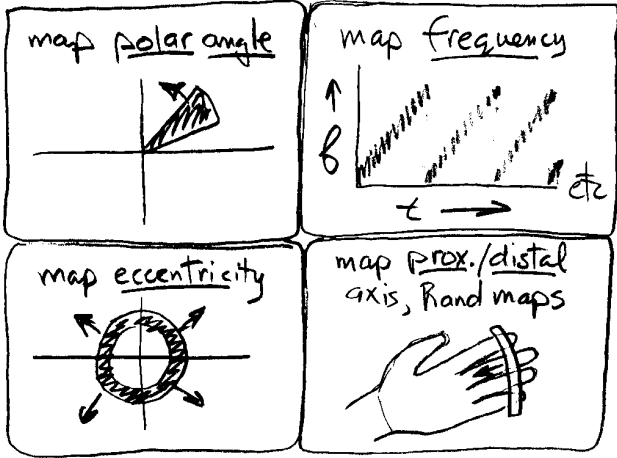 map polar angle
map frequency
f
t
etc
map eccentricity
map prox./distal
axis, hand maps